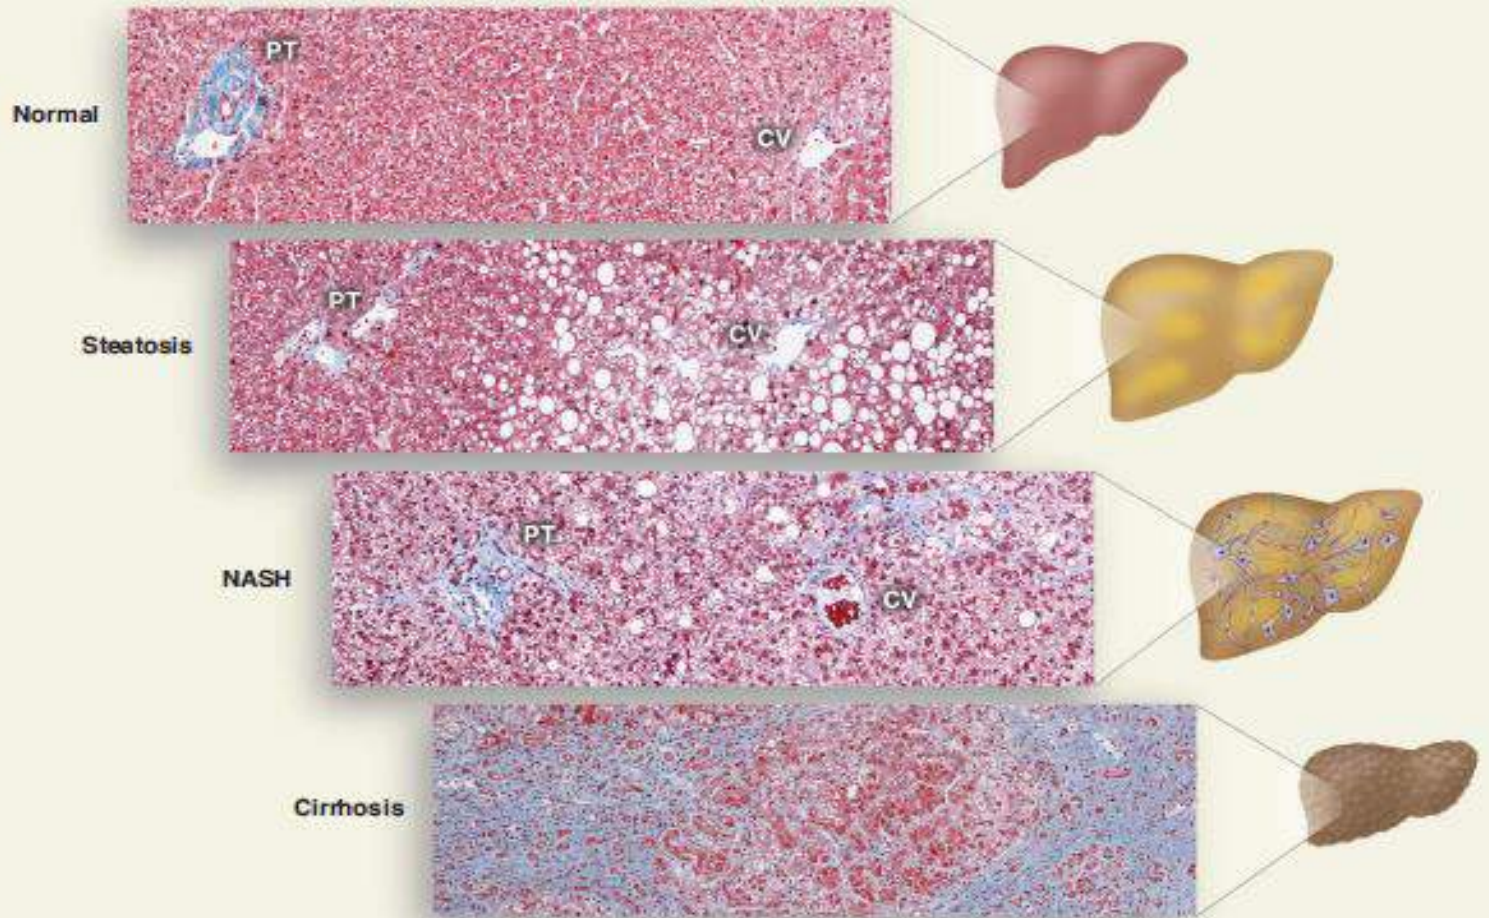 PT
Normal
CV
PT
Steatosis
CV
PT
NASH
CV
Cirrhosis